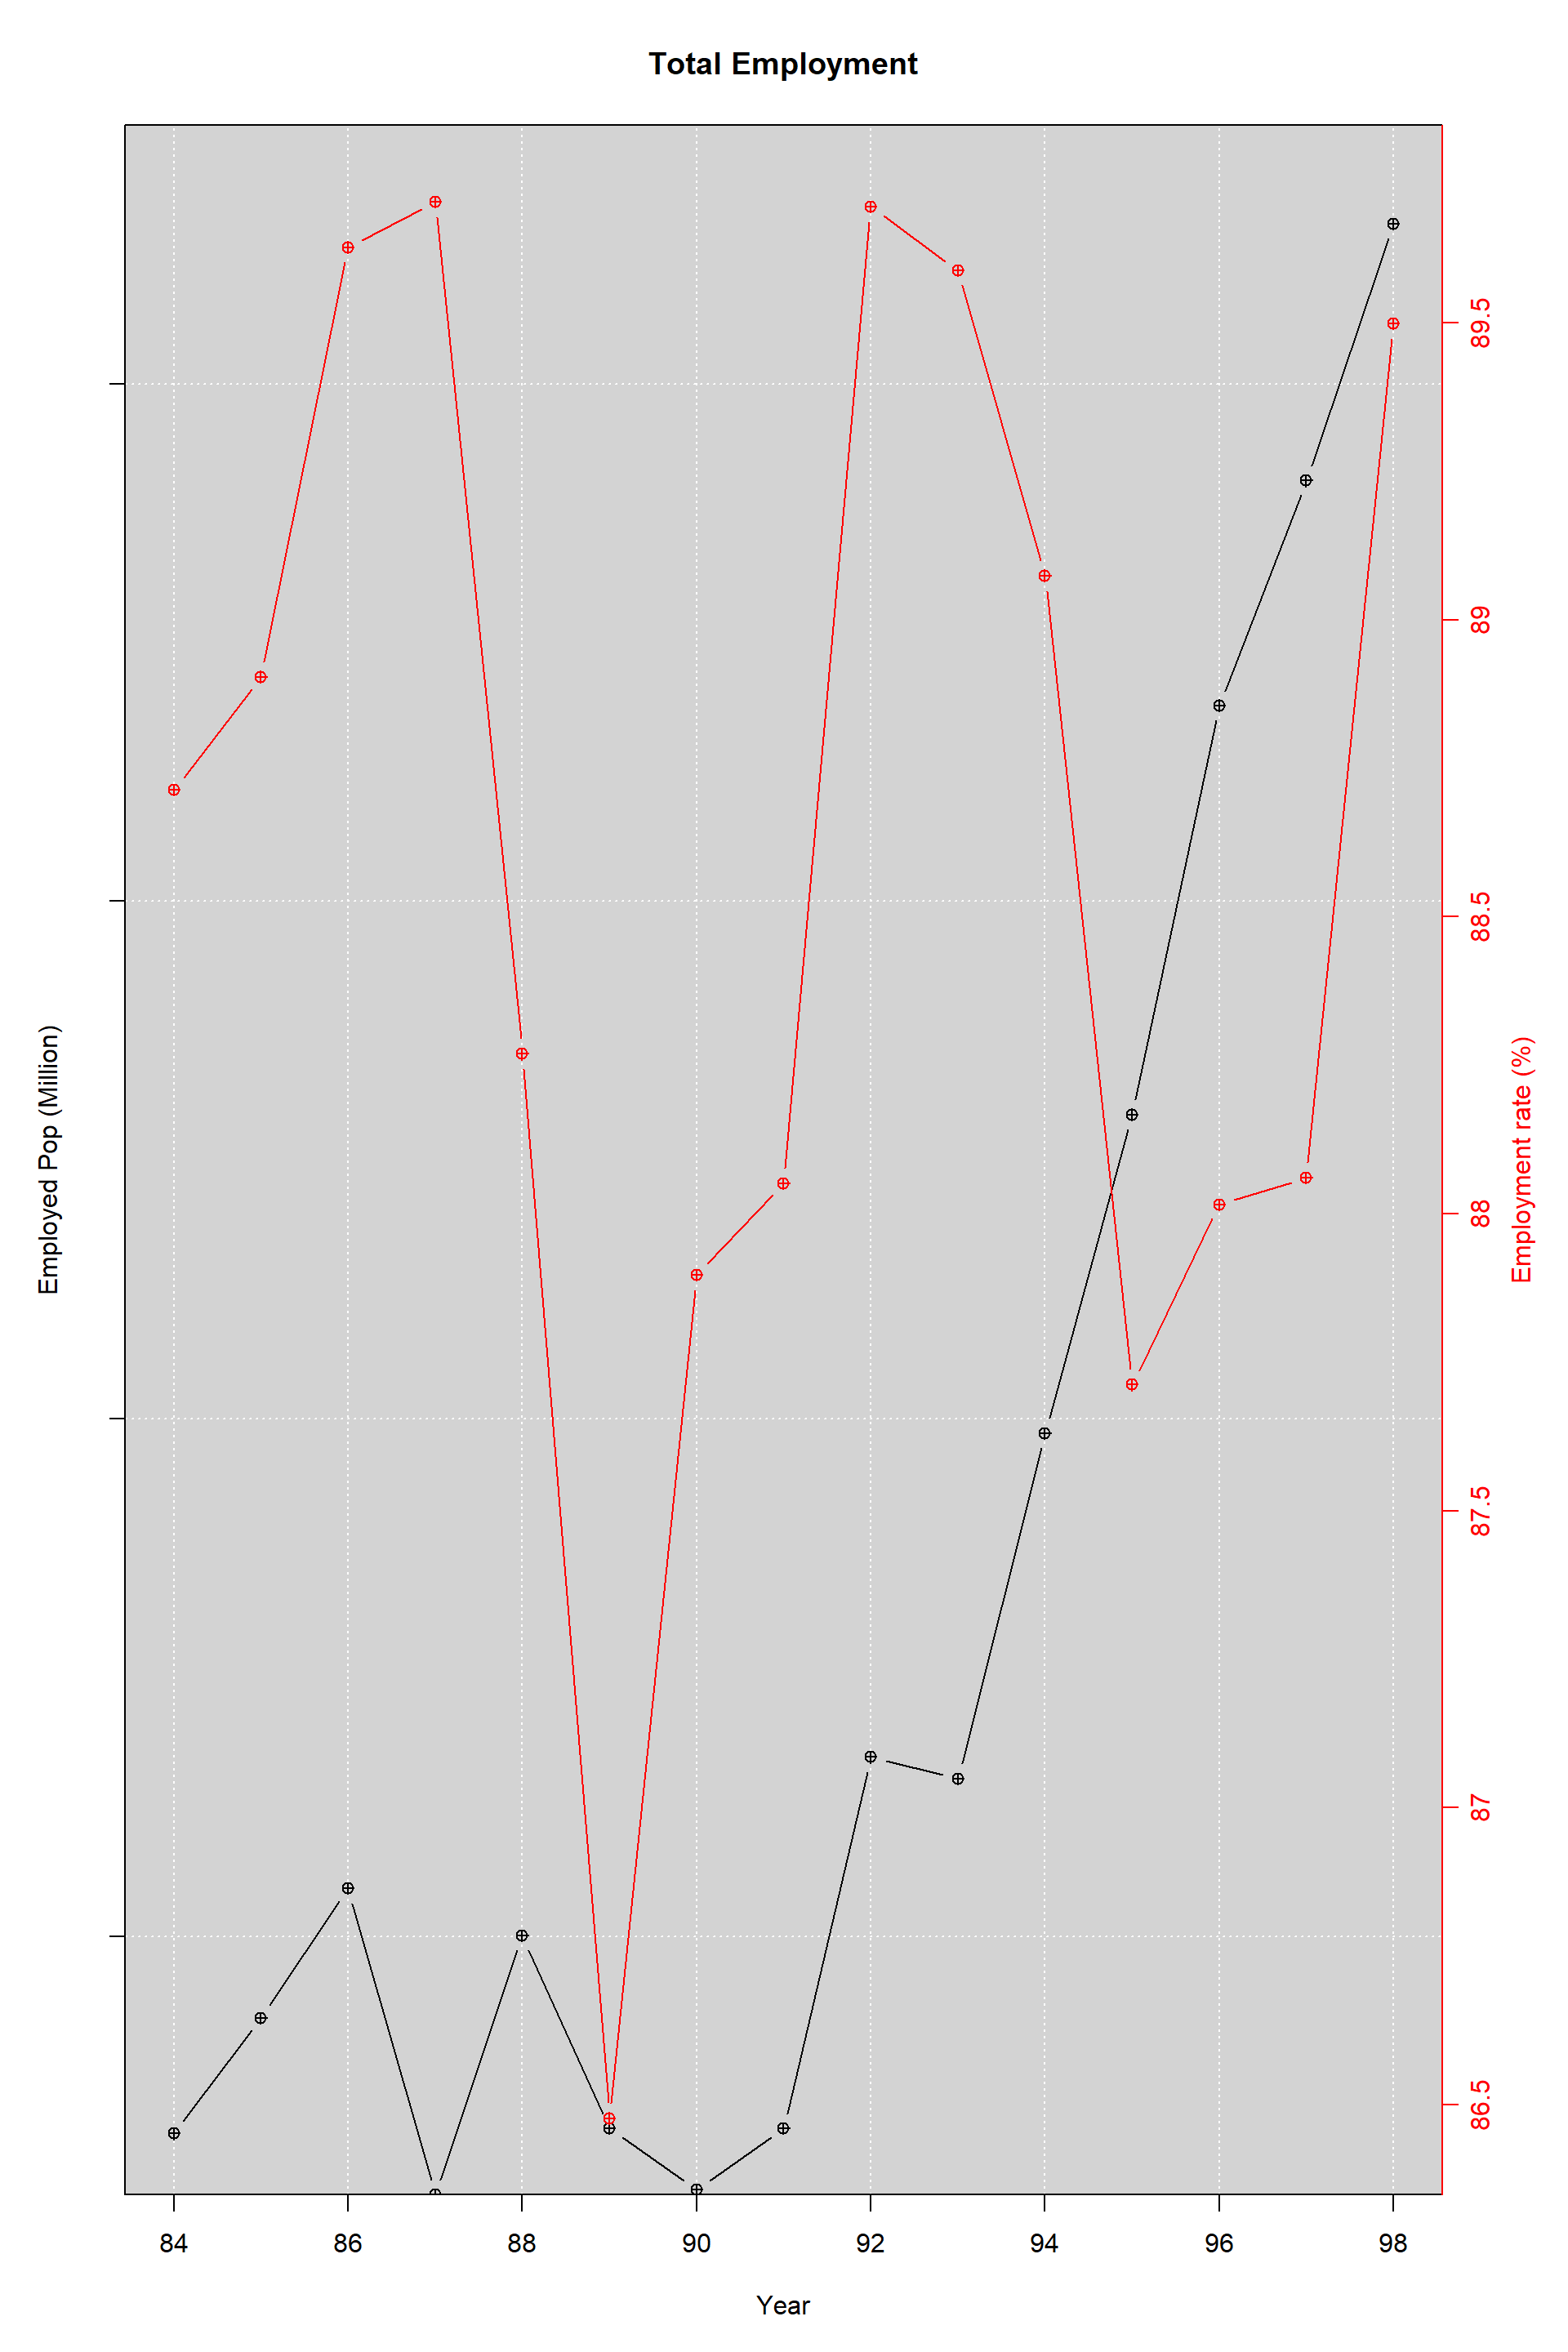 Total Employment
Employed Pop (Million)
89.5
89
88.5
88
87.5
87
86.5
Employment rate (%)
84 86 88 90 92 94 96 98
Year